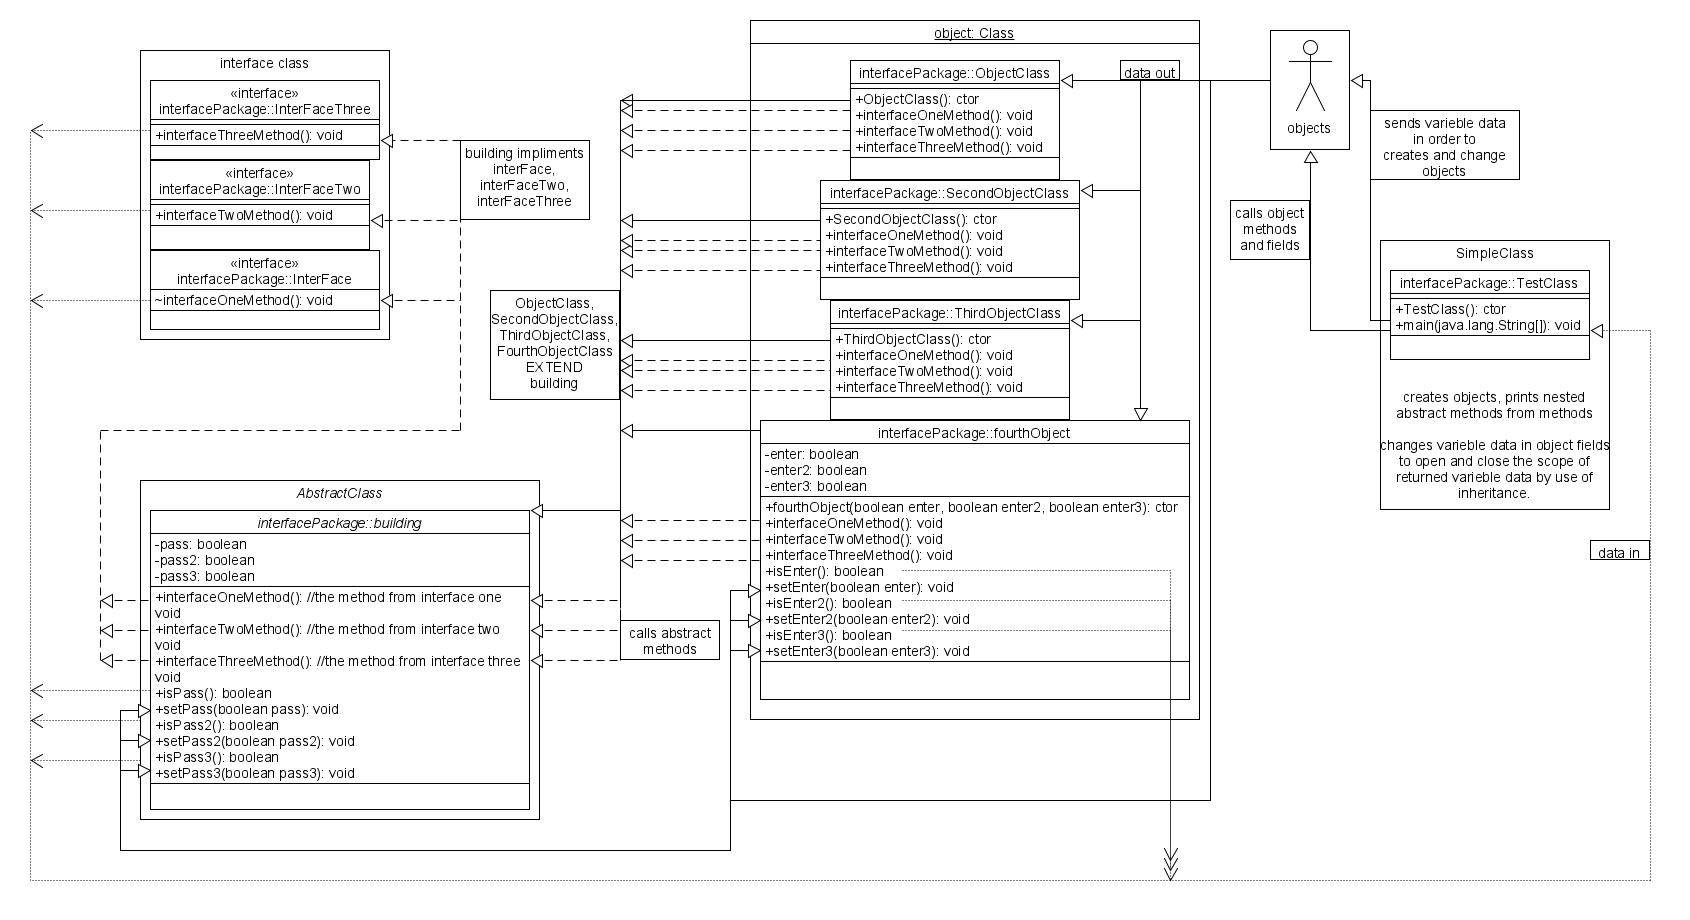 interface class
«interface»
interfacePackage::InterFaceThree
+interfaceThreeMethod(): void
«interface»
interfacePackage::InterFaceTwo
+interfaceTwoMethod(): void
«interface»
interfacePackage::InterFace
~interfaceOneMethod(): void
building impliments
interFace,
interFaceTwo,
interFaceThree
ObjectClass,
SecondObjectClass,
ThirdObjectClass,
FourthObjectClass
EXTEND
building
AbstractClass
interfacePackage::building
-pass: boolean
-pass2: boolean
-pass3: boolean
+interfaceOneMethod(): //the method from interface one
void
+interfaceTwoMethod(): //the method from interface two
void
+interfaceThreeMethod(): //the method from interface three
void
+isPass(): boolean
+setPass(boolean pass): void
+isPass2(): boolean
+setPass2(boolean pass2): void
+isPass3(): boolean
+setPass3(boolean pass3): void
calls abstract
methods
object: Class
interfacePackage::ObjectClass
+ObjectClass(): ctor
+interfaceOneMethod(): void
+interfaceTwoMethod(): void
+interfaceThreeMethod(): void
data out
interfacePackage::SecondObjectClass
+SecondObjectClass(): ctor
+interfaceOneMethod(): void
+interfaceTwoMethod(): void
+interfaceThreeMethod(): void
interfacePackage::ThirdObjectClass
+ThirdObjectClass(): ctor
+interfaceOneMethod(): void
+interfaceTwoMethod(): void
+interfaceThreeMethod(): void
interfacePackage::fourthObject
-enter: boolean
-enter2: boolean
-enter3: boolean
+fourthObject(boolean enter, boolean enter2, boolean enter3): ctor
+interfaceOneMethod(): void
+interfaceTwoMethod(): void
+interfaceThreeMethod(): void
+isEnter(): boolean
+setEnter(boolean enter): void
+isEnter2(): boolean
+setEnter2(boolean enter2): void
+isEnter3(): boolean
+setEnter3(boolean enter3): void
objects
sends varieble data
in order to
creates and change
objects
calls object
methods
and fields
SimpleClass
interfacePackage::TestClass
+TestClass(): ctor
+main(java.lang.String[]): void
creates objects, prints nested
abstract methods from methods
changes varieble data in object fields
to open and close the scope of
returned varieble data by use of
inheritance.
data in